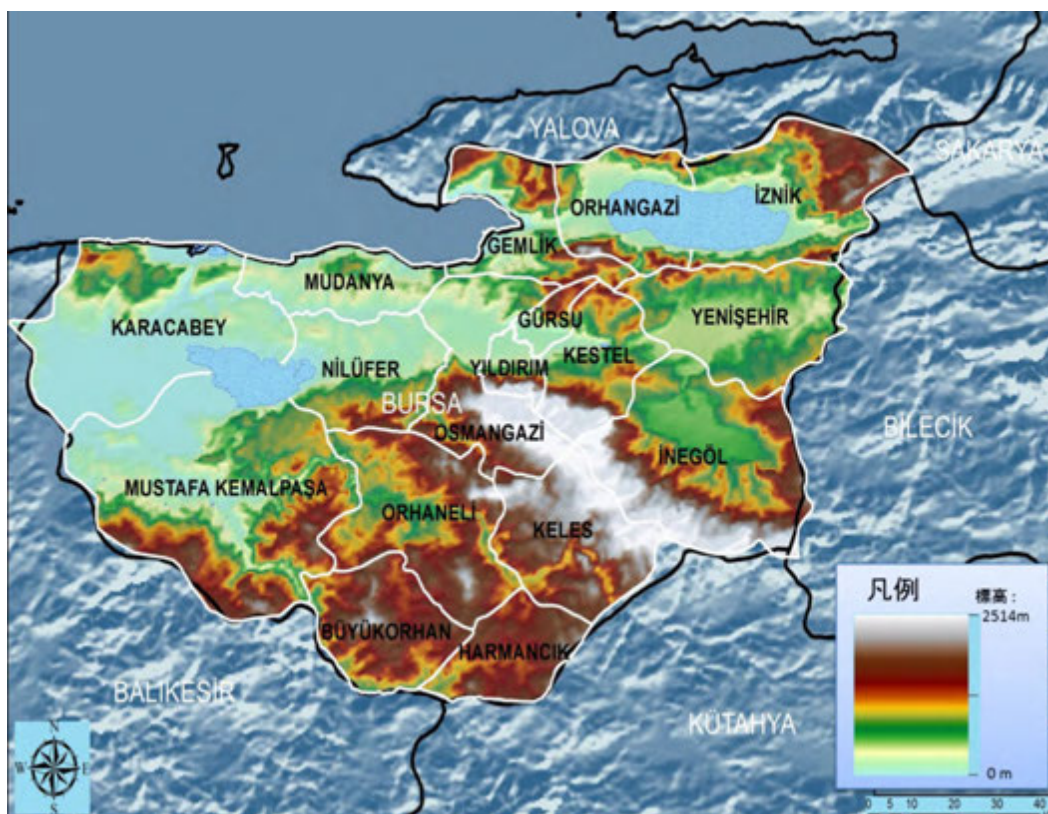 YALOVA
SAKARYA
ORHANGAZİ
İZNİK
GEMLİK
MUDANYA
KARACABEY
GÜRSU
YENİŞEHİR
NİLÜFER
YILDIRIM
KESTEL
BURSA
OSMANGAZİ
BİLECİK
İNEGÖL
MUSTAFA KEMALPAŞA
ORHANELİ
KELES
BÜYÜKORHAN
HARMANCIK
BALIKESİR
KÜTAHYA
凡例
標高:
2514m
0 m
N
W E
S
0 5 10 20 30 40